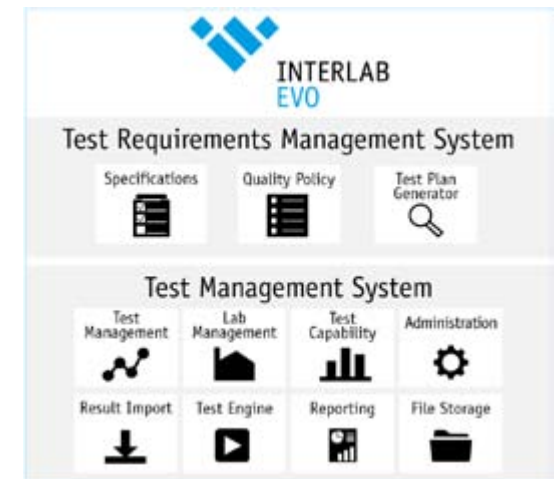 INTERLAB
EVO
Test Requirements Management System
Specifications
Quality Policy
Test Plan
Generator
Test Management System
Test
Management
Lab
Management
Test
Capability
Administration
Result Import
Test Engine
Reporting
File Storage